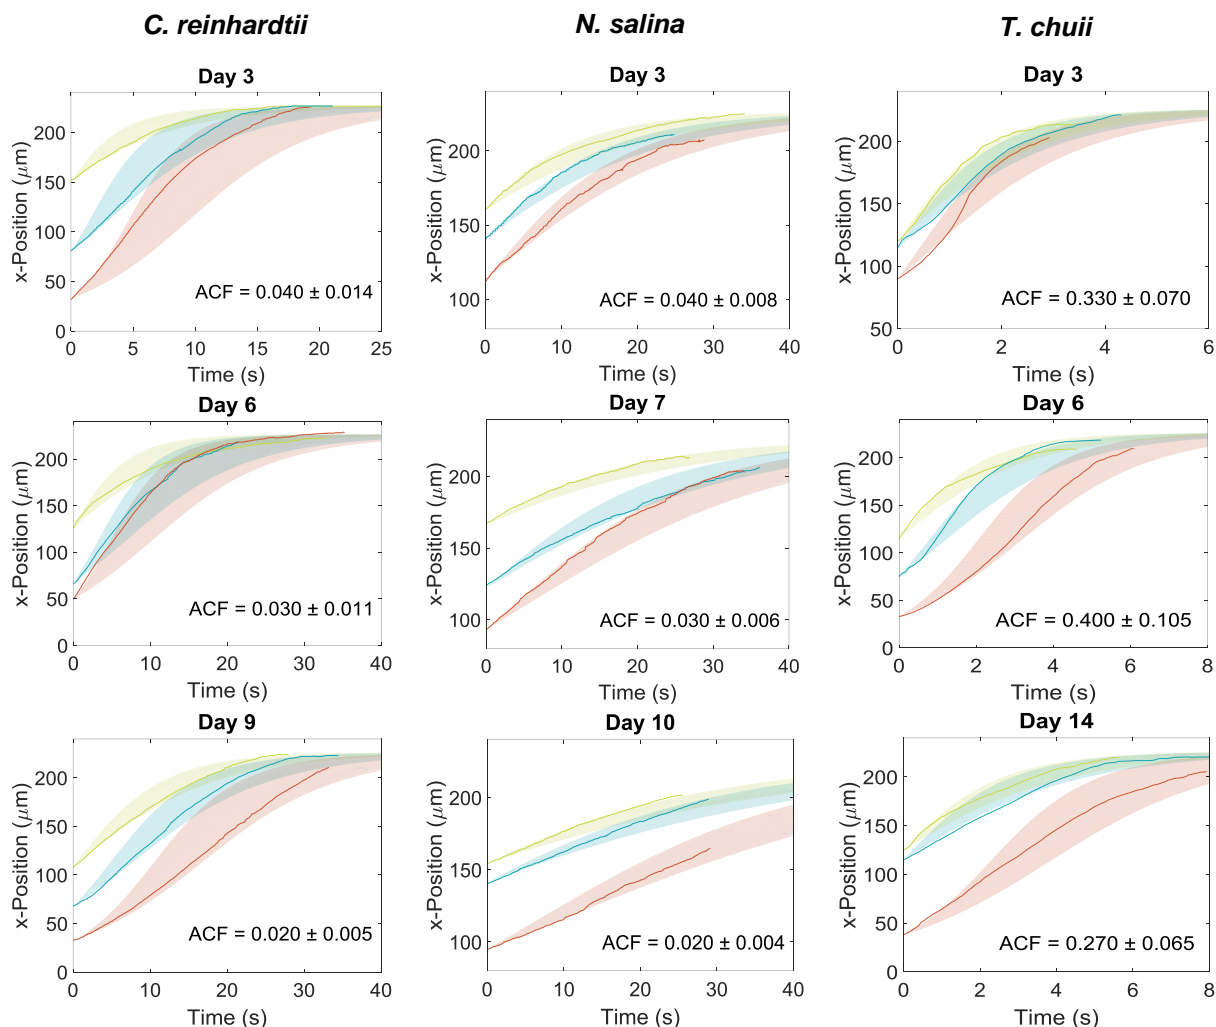 C. reinhardtii
N. salina
T. chuii
Day 3
x-Position (μm)
200
150
100
50
0
ACF = 0.040 ± 0.014
0 5 10 15 20 25
Time (s)
Day 3
x-Position (μm)
200
150
100
ACF = 0.040 ± 0.008
0 10 20 30 40
Time (s)
Day 3
x-Position (μm)
200
150
100
50
ACF = 0.330 ± 0.070
0 2 4 6
Time (s)
Day 6
x-Position (μm)
200
150
100
50
0
ACF = 0.030 ± 0.011
0 10 20 30 40
Time (s)
Day 7
x-Position (μm)
200
150
100
ACF = 0.030 ± 0.006
0 10 20 30 40
Time (s)
Day 6
x-Position (μm)
200
150
100
50
0
ACF = 0.400 ± 0.105
0 2 4 6 8
Time (s)
Day 9
x-Position (μm)
200
150
100
50
0
ACF = 0.020 ± 0.005
0 10 20 30 40
Time (s)
Day 10
x-Position (μm)
200
150
100
ACF = 0.020 ± 0.004
0 10 20 30 40
Time (s)
Day 14
x-Position (μm)
200
150
100
50
0
ACF = 0.270 ± 0.065
0 2 4 6 8
Time (s)